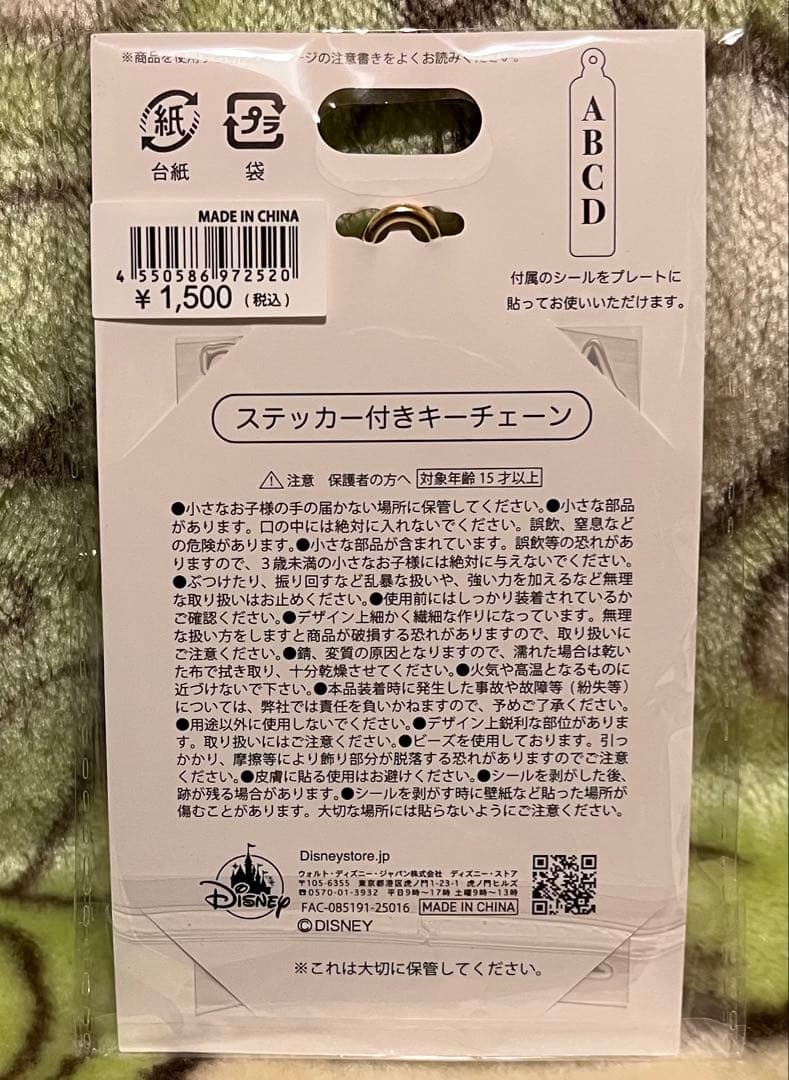 ※商品を使用
ージの注意書きをよくお読みください。
紙
台紙
プラ
袋
A
B
C
D
付属のシールをプレートに
貼ってお使いいただけます。
MADE IN CHINA
4 550586 972520
¥ 1,500 (税込)
ステッカー付きキーチェーン
注意 保護者の方へ 対象年齢15才以上
●小さなお子様の手の届かない場所に保管してください。●小さな部品
があります。口の中には絶対に入れないでください。誤飲、窒息など
の危険があります。●小さな部品が含まれています。誤飲等の恐れがあ
りますので、3歳未満の小さなお子様には絶対に与えないでください。
●ぶつけたり、振り回すなど乱暴な扱いや、強い力を加えるなど無理
な取り扱いはお止めください。●使用前にはしっかり装着されているか
ご確認ください。●デザイン上細かく繊細な作りになっています。無理
な扱い方をしますと商品が破損する恐れがありますので、取り扱いに
ご注意ください。●錆、変質の原因となりますので、濡れた場合は乾い
た布で拭き取り、十分乾燥させてください。●火気や高温となるものに
近づけないで下さい。●本品装着時に発生した事故や故障等(紛失等)
については、弊社では責任を負いかねますので、予めご了承ください。
●用途以外に使用しないでください。●デザイン上鋭利な部位がありま
す。取り扱いにはご注意ください。●ビーズを使用しております。引っ
かかり、摩擦等により飾り部分が脱落する恐れがありますのでご注意
ください。●皮膚に貼る使用はお避けください。●シールを剥がした後、
跡が残る場合があります。●シールを剥がす時に壁紙など貼った場所が
傷むことがあります。大切な場所には貼らないようにご注意ください。
Disney
Disneystore.jp
ウォルト・ディズニー・ジャパン株式会社 ディズニー・ストア
〒105-6355 東京都港区虎ノ門1-23-1 虎ノ門ヒルズ
☎0570-01-3932 平日9時〜17時 土曜9時〜13時
FAC-085191-25016 MADE IN CHINA
©DISNEY
※これは大切に保管してください。